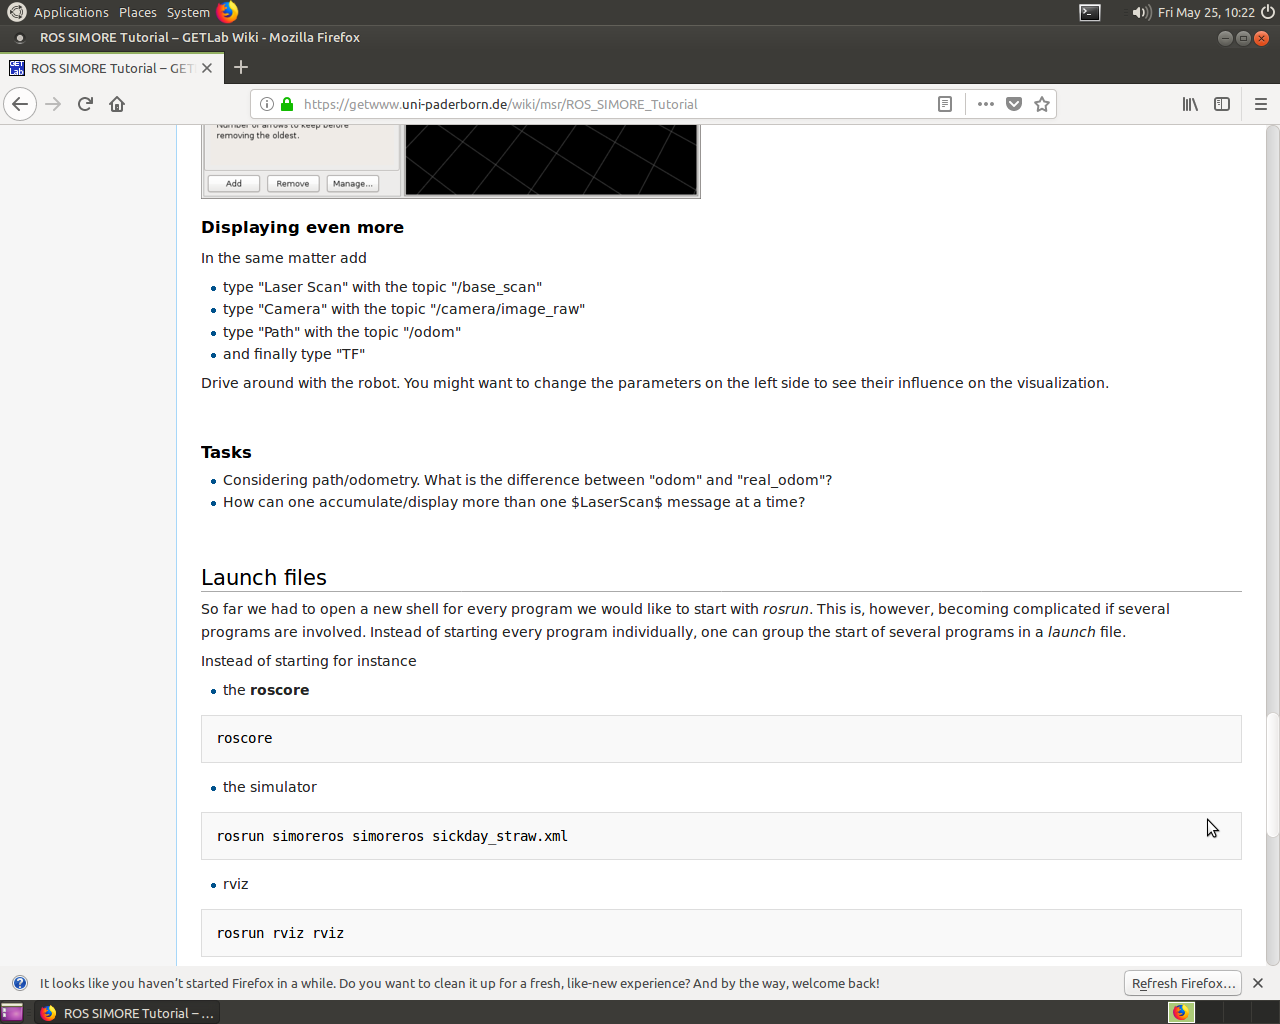 Applications Places System
Fri May 25, 10:22
ROS SIMORE Tutorial – GETLab Wiki - Mozilla Firefox
GET Lab
ROS SIMORE Tutorial – GET
https://getwww.uni-paderborn.de/wiki/msr/ROS_SIMORE_Tutorial
Number of arrows to keep before
removing the oldest.
Add Remove Manage...
Displaying even more
In the same matter add
type "Laser Scan" with the topic "/base_scan"
type "Camera" with the topic "/camera/image_raw"
type "Path" with the topic "/odom"
and finally type "TF"
Drive around with the robot. You might want to change the parameters on the left side to see their influence on the visualization.
Tasks
Considering path/odometry. What is the difference between "odom" and "real_odom"?
How can one accumulate/display more than one $LaserScan$ message at a time?
Launch files
So far we had to open a new shell for every program we would like to start with rosrun. This is, however, becoming complicated if several
programs are involved. Instead of starting every program individually, one can group the start of several programs in a launch file.
Instead of starting for instance
the roscore
roscore
the simulator
rosrun simoreros simoreros sickday_straw.xml
rviz
rosrun rviz rviz
It looks like you haven't started Firefox in a while. Do you want to clean it up for a fresh, like-new experience? And by the way, welcome back!
Refresh Firefox...
ROS SIMORE Tutorial – ...